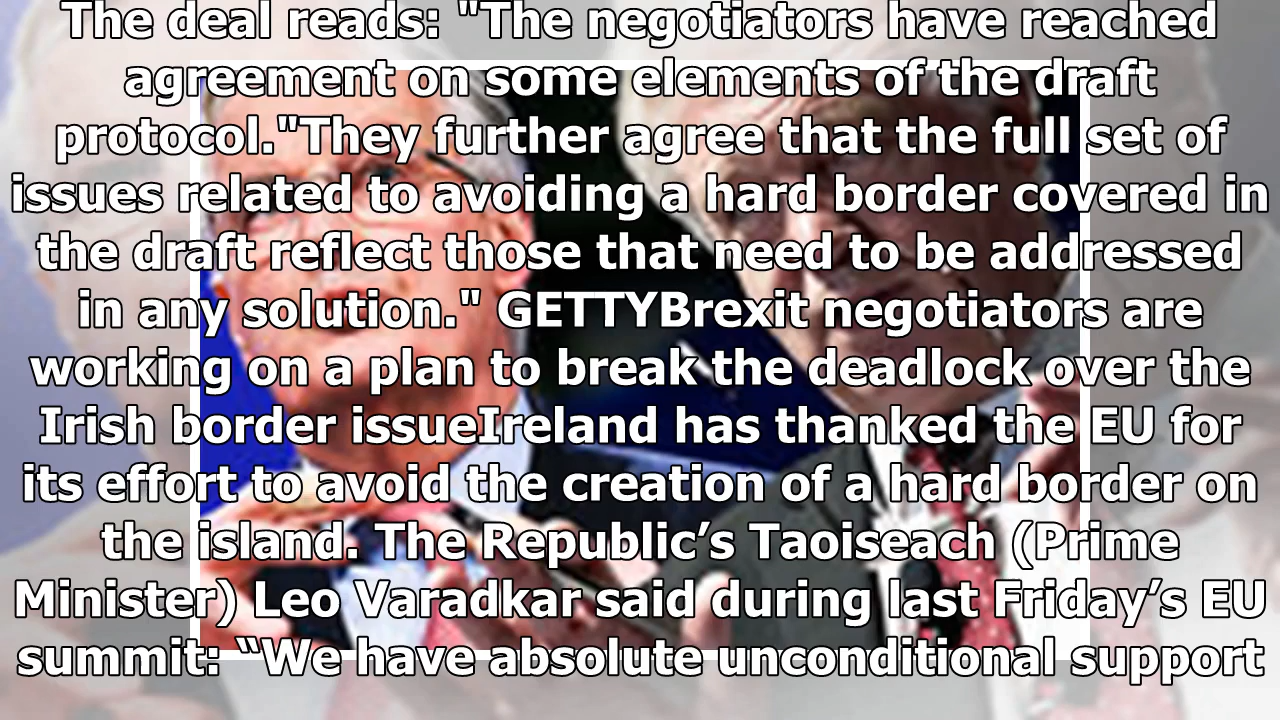 The deal reads: "The negotiators have reached
agreement on some elements of the draft
protocol."They further agree that the full set of
issues related to avoiding a hard border covered in
the draft reflect those that need to be addressed
in any solution." GETTYBrexit negotiators are
working on a plan to break the deadlock over the
Irish border issueIreland has thanked the EU for
its effort to avoid the creation of a hard border on
the island. The Republic’s Taoiseach (Prime
Minister) Leo Varadkar said during last Friday’s EU
summit: “We have absolute unconditional support